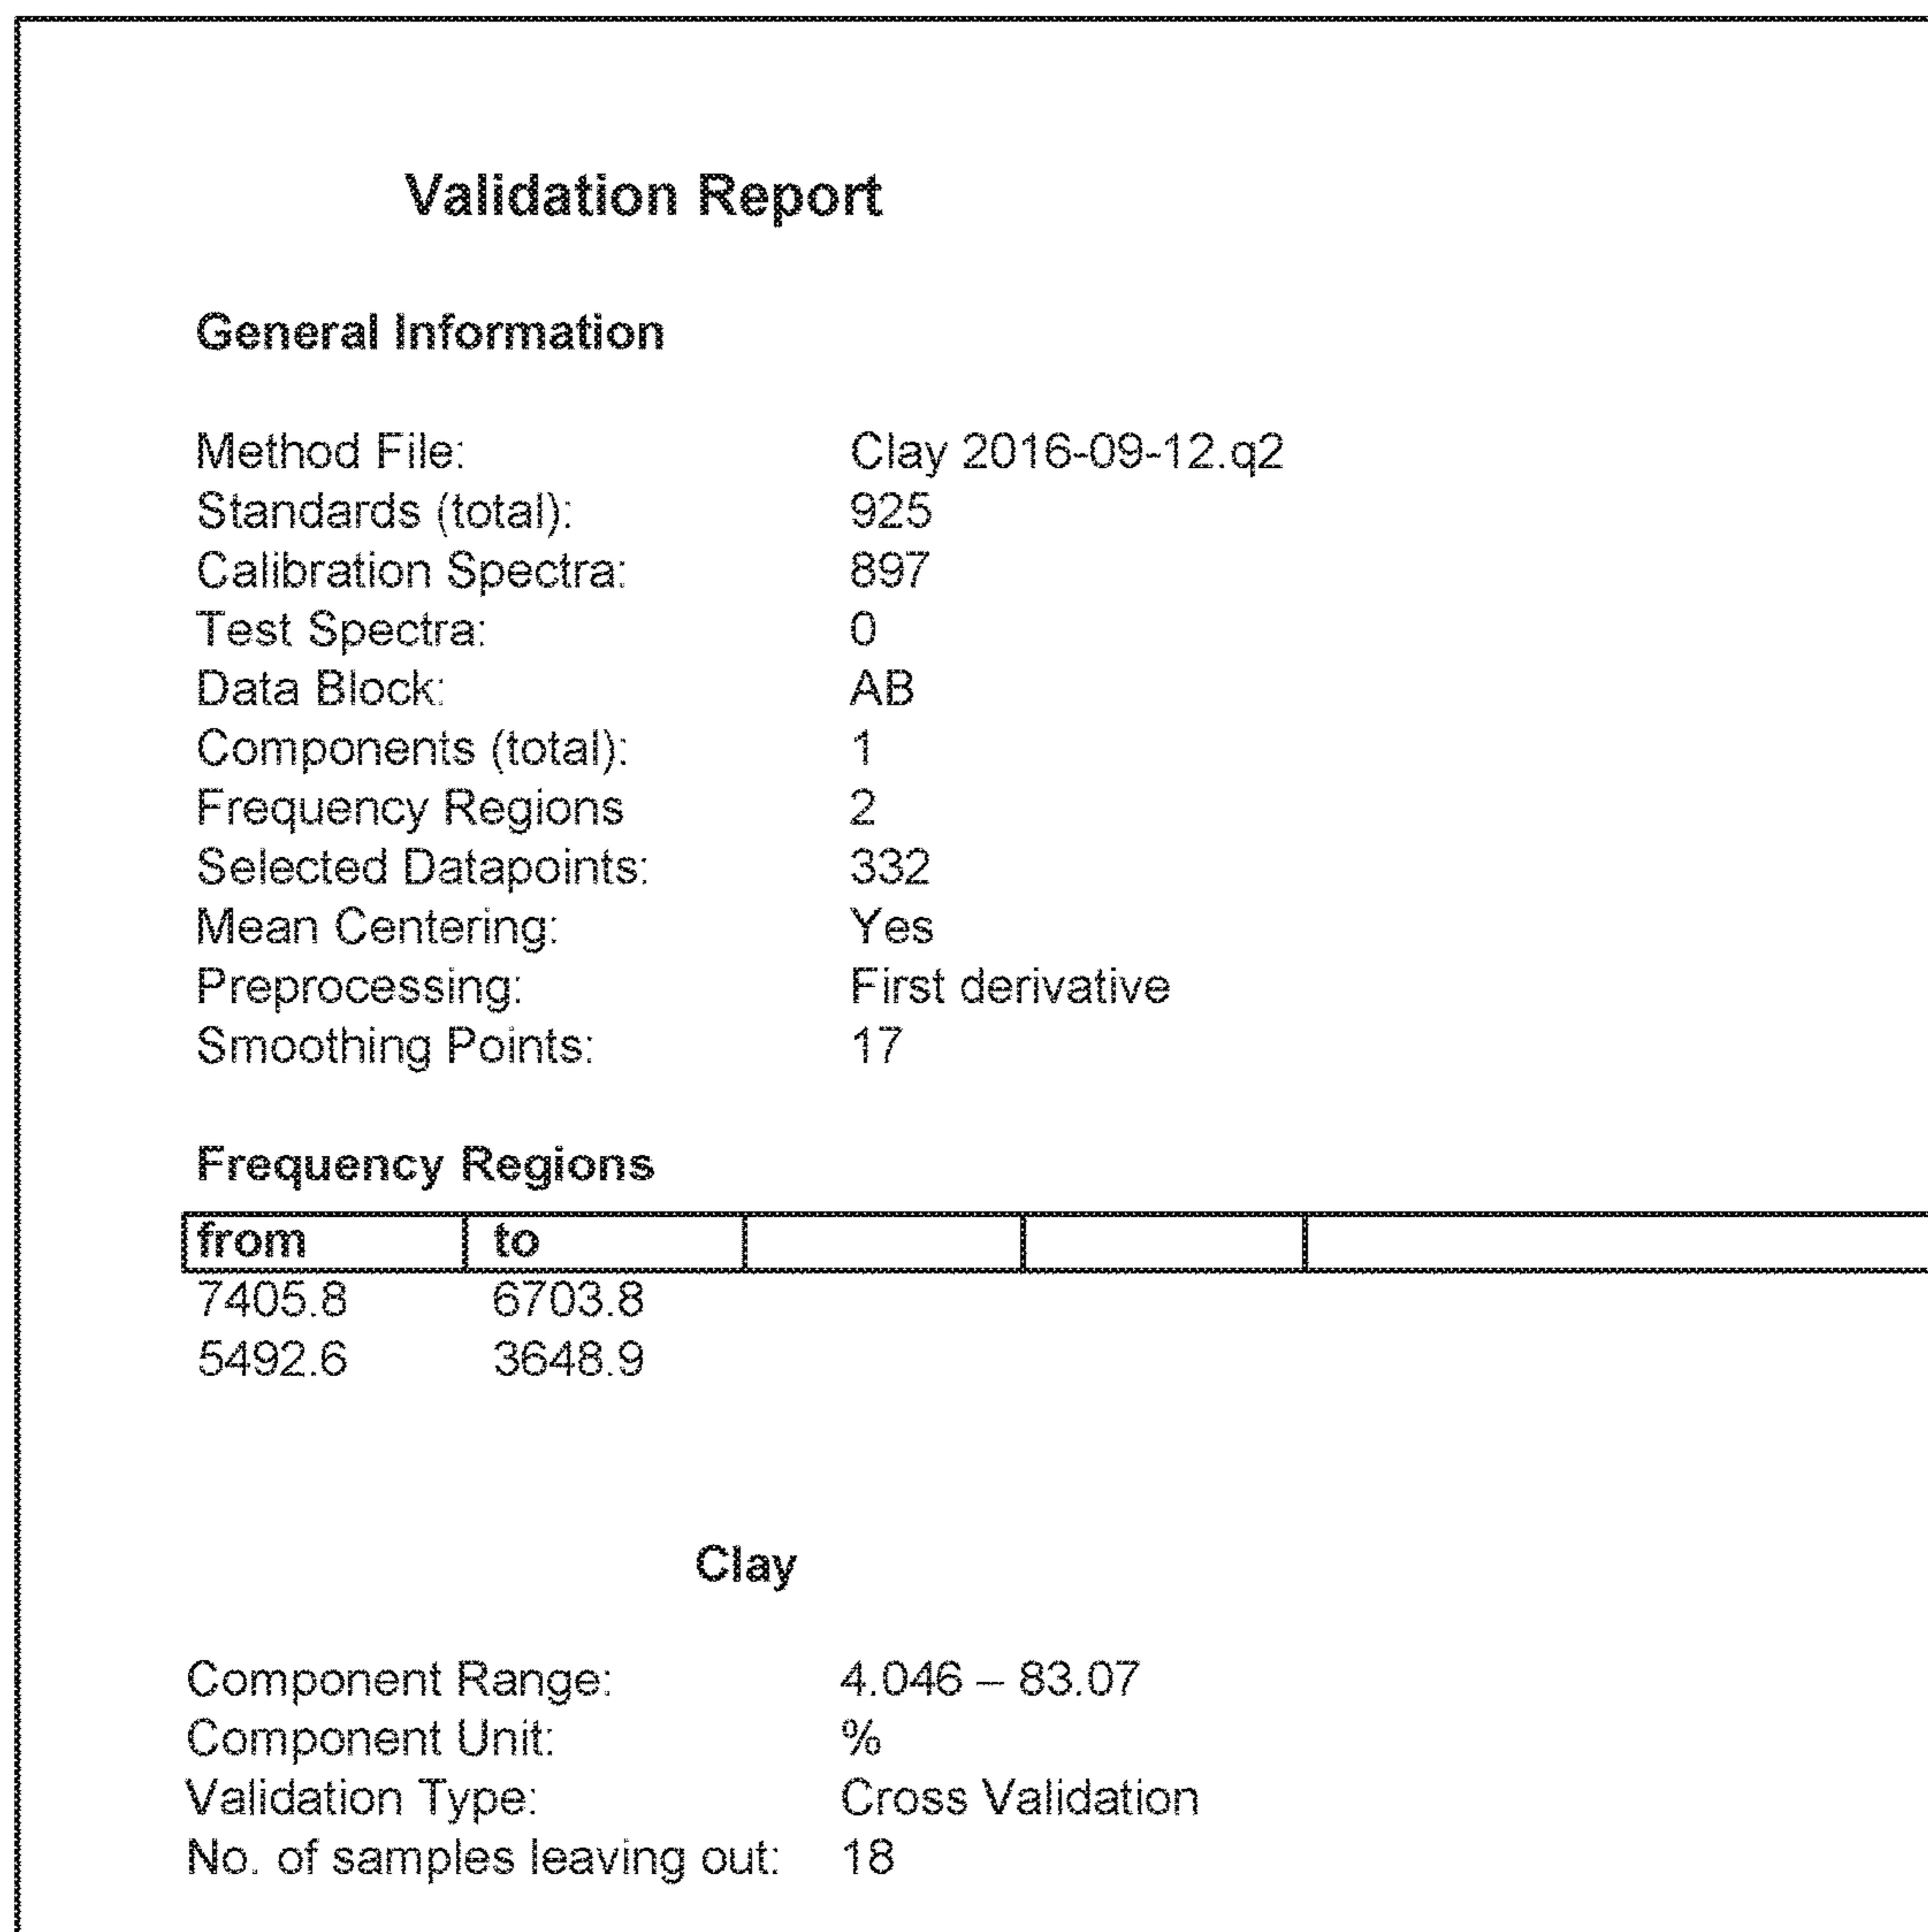 Validation Report
General Information
Method File: Clay 2016-09-12.q2
Standards (total): 925
Calibration Spectra: 897
Test Spectra: 0
Data Block: AB
Components (total): 1
Frequency Regions 2
Selected Datapoints: 332
Mean Centering: Yes
Preprocessing: First derivative
Smoothing Points: 17
Frequency Regions
from to
7405.8 6703.8
5492.6 3648.9
Clay
Component Range: 4.046 – 83.07
Component Unit: %
Validation Type: Cross Validation
No. of samples leaving out: 18